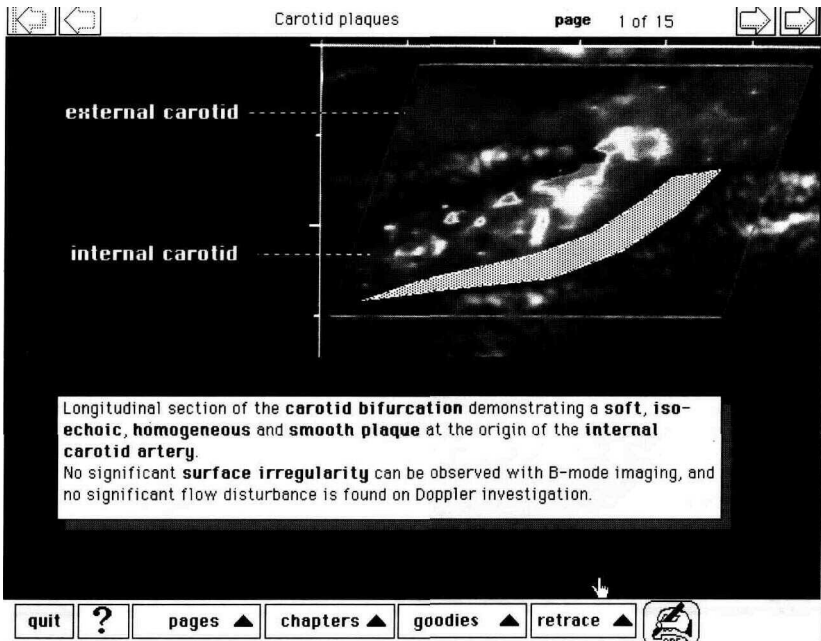 Carotid plaques page 1 of 15
external carotid
internal carotid
Longitudinal section of the carotid bifurcation demonstrating a soft, iso-
echoic, homogeneous and smooth plaque at the origin of the internal
carotid artery.
No significant surface irregularity can be observed with B-mode imaging, and
no significant flow disturbance is found on Doppler investigation.
quit ? pages chapters goodies retrace